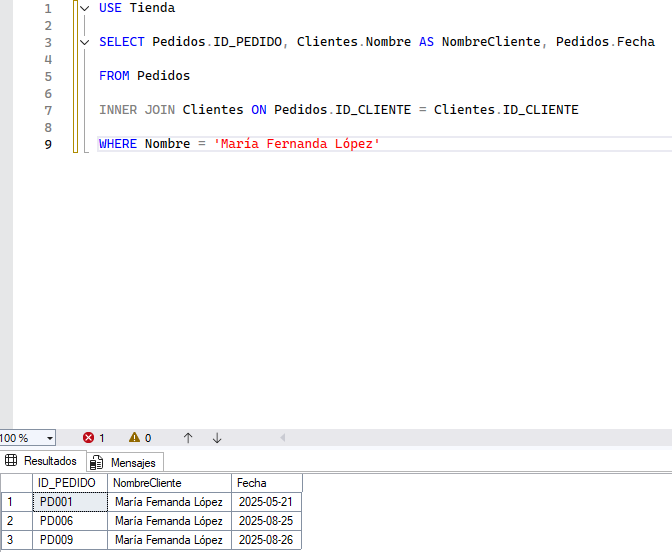 1 USE Tienda
2
3 SELECT Pedidos.ID_PEDIDO, Clientes.Nombre AS NombreCliente, Pedidos.Fecha
4
5 FROM Pedidos
6
7 INNER JOIN Clientes ON Pedidos.ID_CLIENTE = Clientes.ID_CLIENTE
8
9 WHERE Nombre = 'María Fernanda López'
100 % 1 0
Resultados Mensajes
ID_PEDIDO NombreCliente Fecha
1 PD001 María Fernanda López 2025-05-21
2 PD006 María Fernanda López 2025-08-25
3 PD009 María Fernanda López 2025-08-26